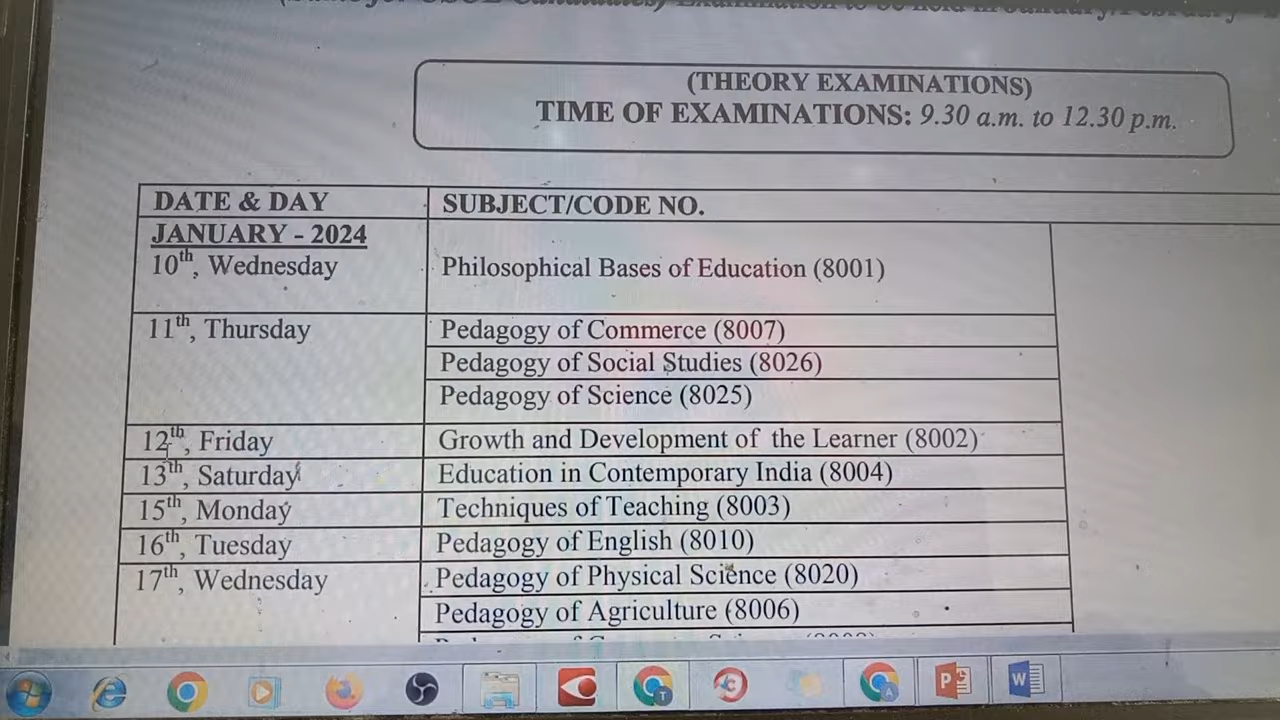 (THEORY EXAMINATIONS)
TIME OF EXAMINATIONS: 9.30 a.m. to 12.30 p.m.
DATE & DAY SUBJECT/CODE NO.
JANUARY - 2024
10th, Wednesday Philosophical Bases of Education (8001)
11th, Thursday Pedagogy of Commerce (8007)
Pedagogy of Social Studies (8026)
Pedagogy of Science (8025)
12th, Friday Growth and Development of the Learner (8002)
13th, Saturday Education in Contemporary India (8004)
15th, Monday Techniques of Teaching (8003)
16th, Tuesday Pedagogy of English (8010)
17th, Wednesday Pedagogy of Physical Science (8020)
Pedagogy of Agriculture (8006)